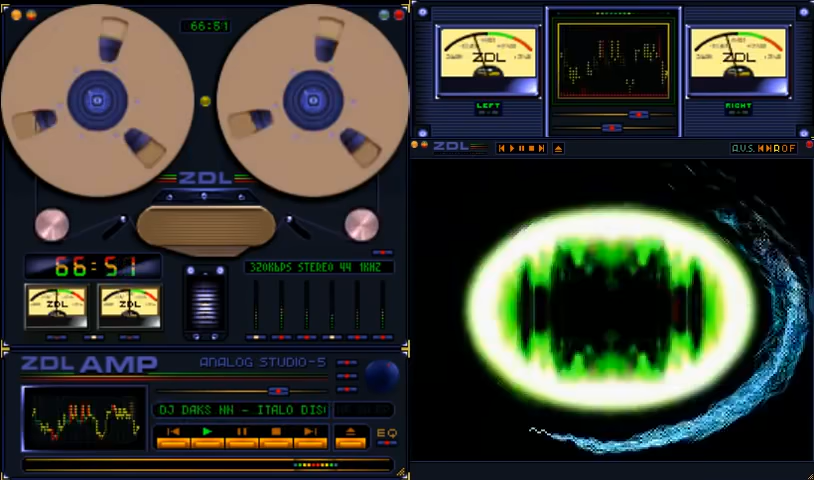 66:51
ZDL
ZDL
LEFT
RIGHT
ZDL
A.V.S.
ZDL
66:51
320KBPS STEREO 44 1KHZ
ZDL
ZDL
ZDL AMP
ANALOG STUDIO-5
DJ DAKS NN - ITALO DIS
EQ